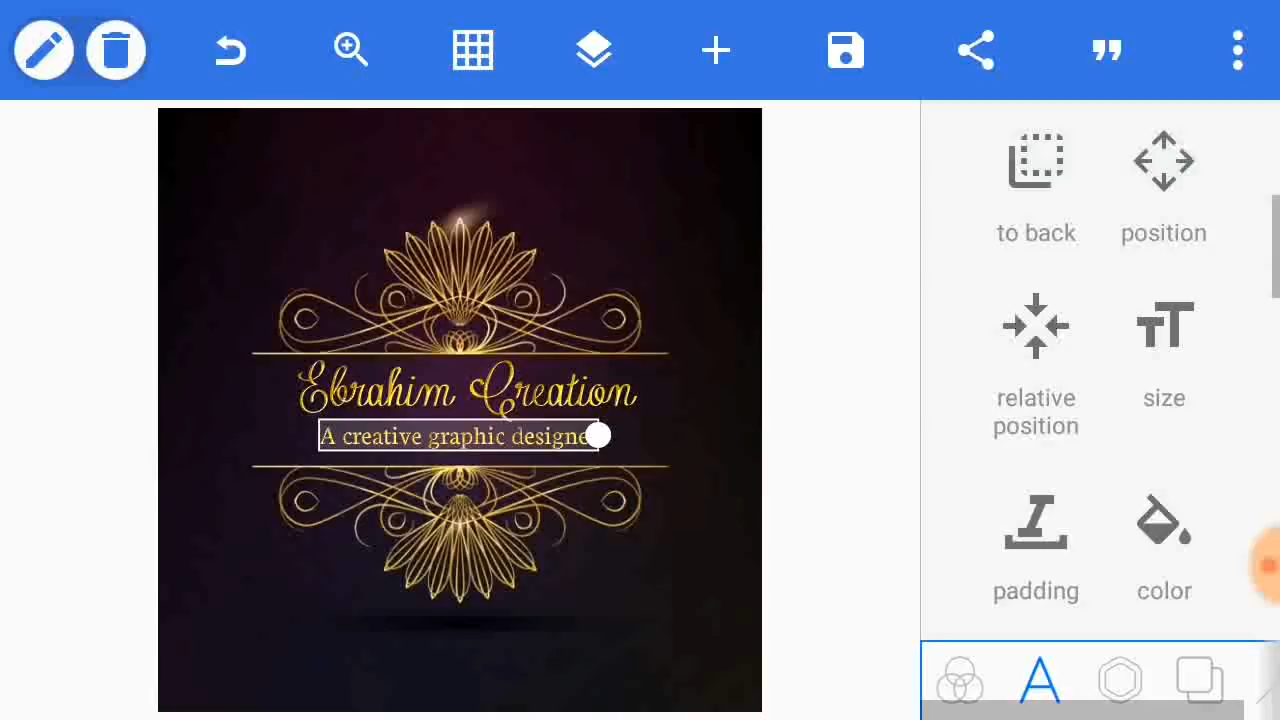 to back
position
relative
position
size
padding
color
Ebrahim Creation
A creative graphic designe